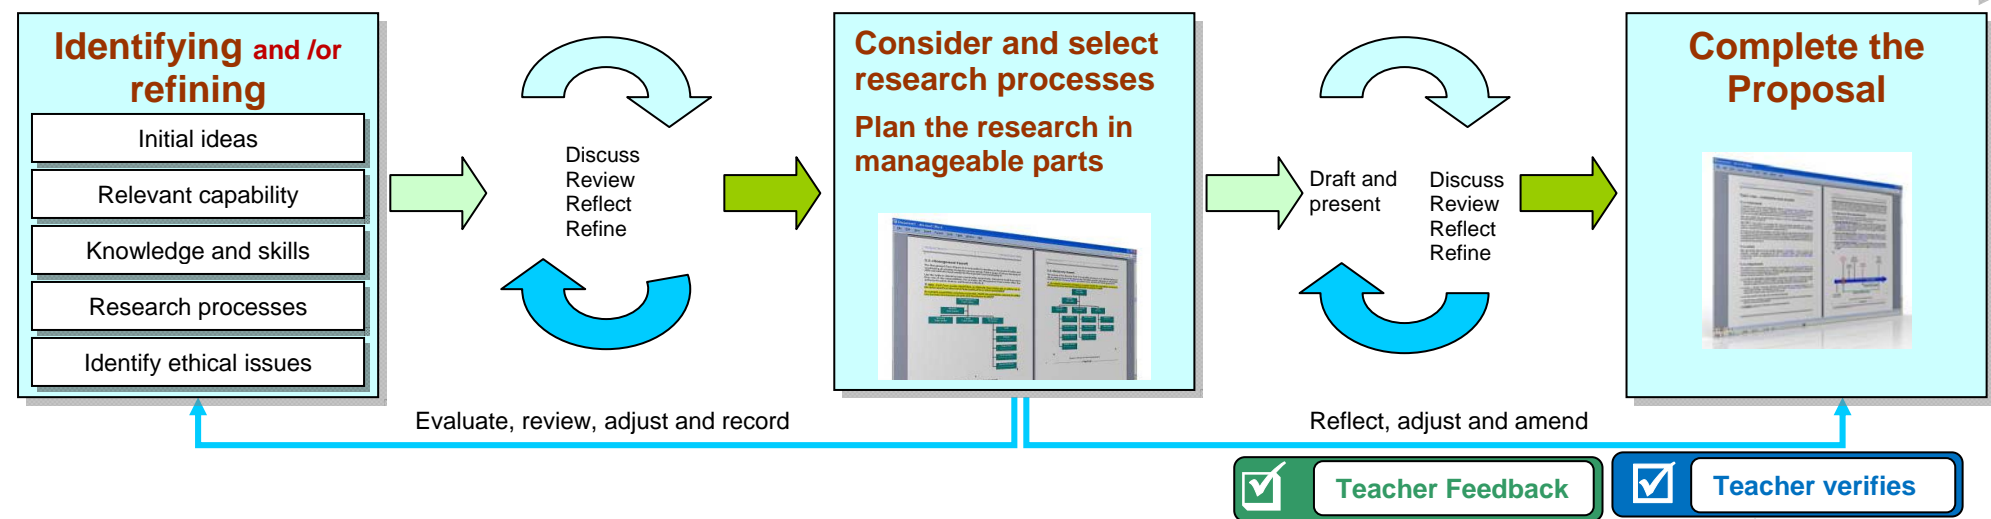 Identifying and /or
refining
Initial ideas
Relevant capability
Knowledge and skills
Research processes
Identify ethical issues
Discuss
Review
Reflect
Refine
Consider and select
research processes
Plan the research in
manageable parts
Draft and
present
Discuss
Review
Reflect
Refine
Complete the
Proposal
Evaluate, review, adjust and record
Reflect, adjust and amend
Teacher Feedback
Teacher verifies